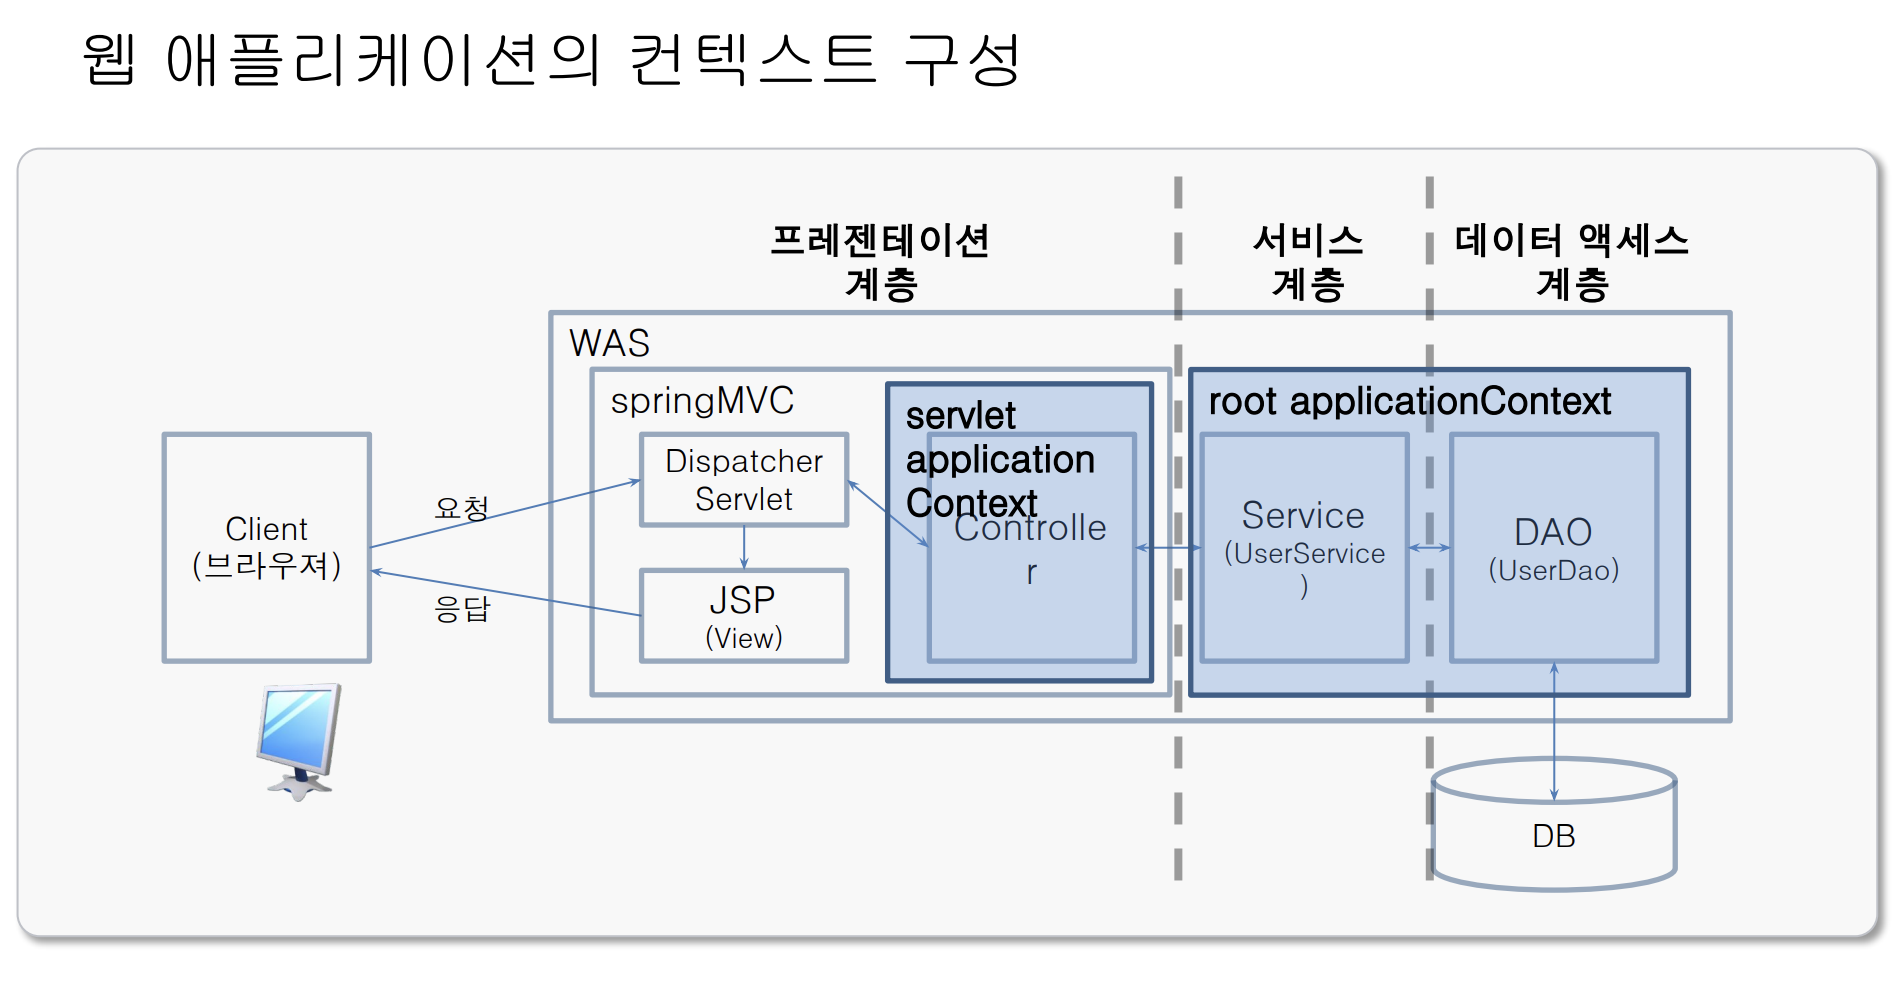 웹 애플리케이션의 컨텍스트 구성
프레젠테이션
계층
서비스
계층
데이터 액세스
계층
WAS
springMVC
servlet
application
Context
root applicationContext
Client
(브라우져)
요청
응답
Dispatcher
Servlet
JSP
(View)
Controlle
r
Service
(UserService
)
DAO
(UserDao)
DB